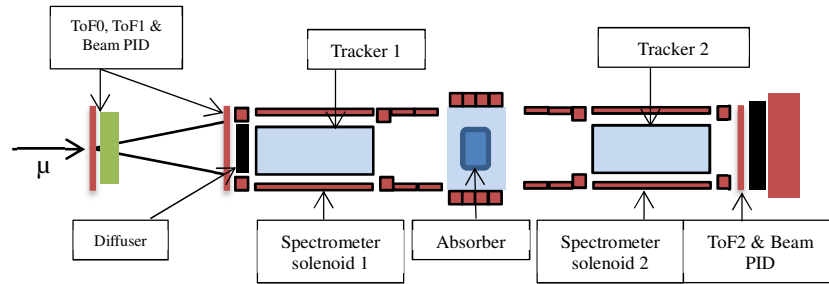 ToF0, ToF1 &
Beam PID
Tracker 1
Tracker 2
μ
Diffuser
Spectrometer
solenoid 1
Absorber
Spectrometer
solenoid 2
ToF2 & Beam
PID